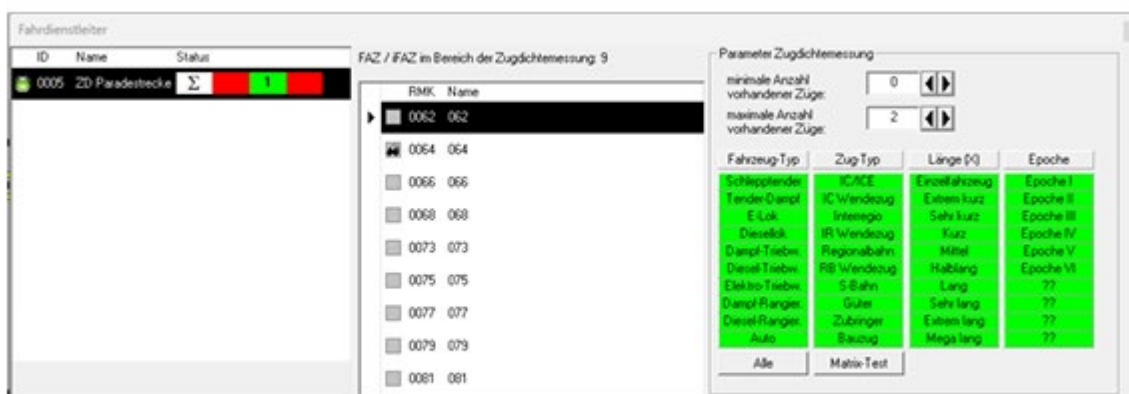 Fahrdienstleiter
ID Name Status
0005 ZD Paradestrecke Σ 1
FAZ / iFAZ im Bereich der Zugdichtemessung: 9
RMK Name
0062 062
0064 064
0066 066
0068 068
0073 073
0075 075
0077 077
0079 079
0081 081
Parameter Zugdichtemessung
minimale Anzahl
vorhandener Züge: 0
maximale Anzahl
vorhandener Züge: 2
Fahrzeug-Typ Zug-Typ Länge (X) Epoche
Schlepptender IC/ICE Einzelfahrzeug Epoche I
Tender-Dampf IC Wendezug Extrem kurz Epoche II
E-Lok Interregio Sehr kurz Epoche III
Diesellok IR Wendezug Kurz Epoche IV
Dampf-Triebw. Regionalbahn Mittel Epoche V
Diesel-Triebw. RB Wendezug Halblang Epoche VI
Elektro-Triebw. S-Bahn Lang ??
Dampf-Rangier. Güter Sehr lang ??
Diesel-Rangier. Zubringer Extrem lang ??
Auto Bauzug Mega lang ??
Alle Matrix-Test